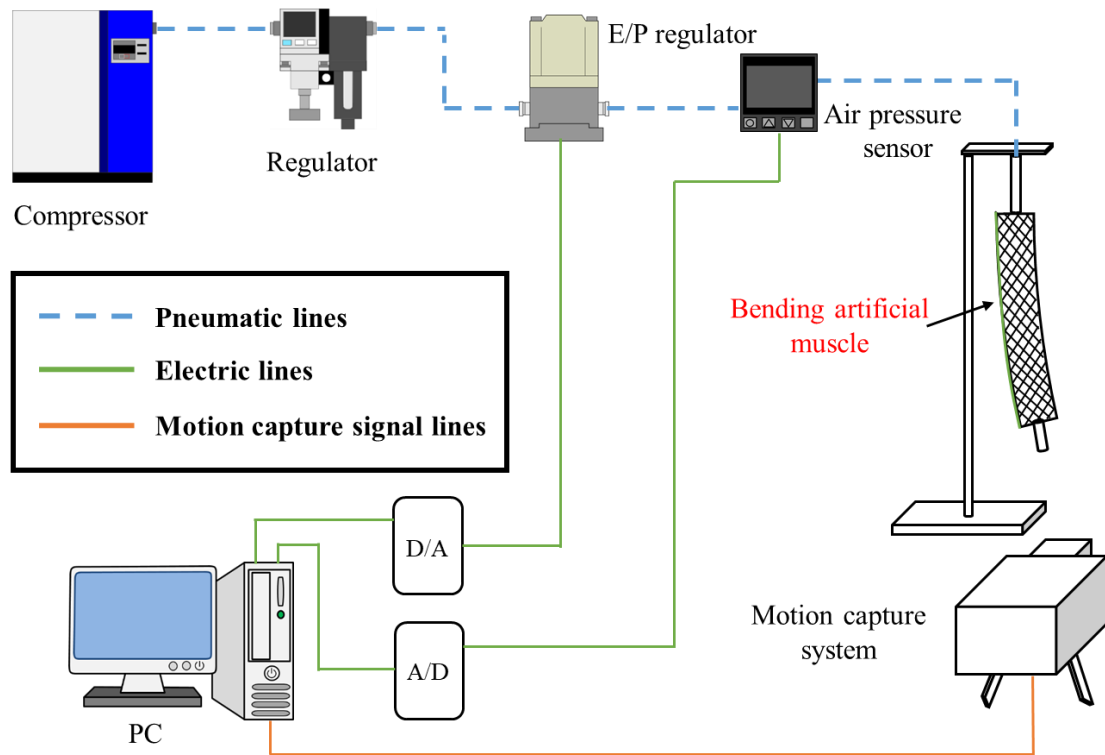 E/P regulator
Air pressure
sensor
Regulator
Compressor
Pneumatic lines
Electric lines
Motion capture signal lines
Bending artificial
muscle
D/A
A/D
Motion capture
system
PC